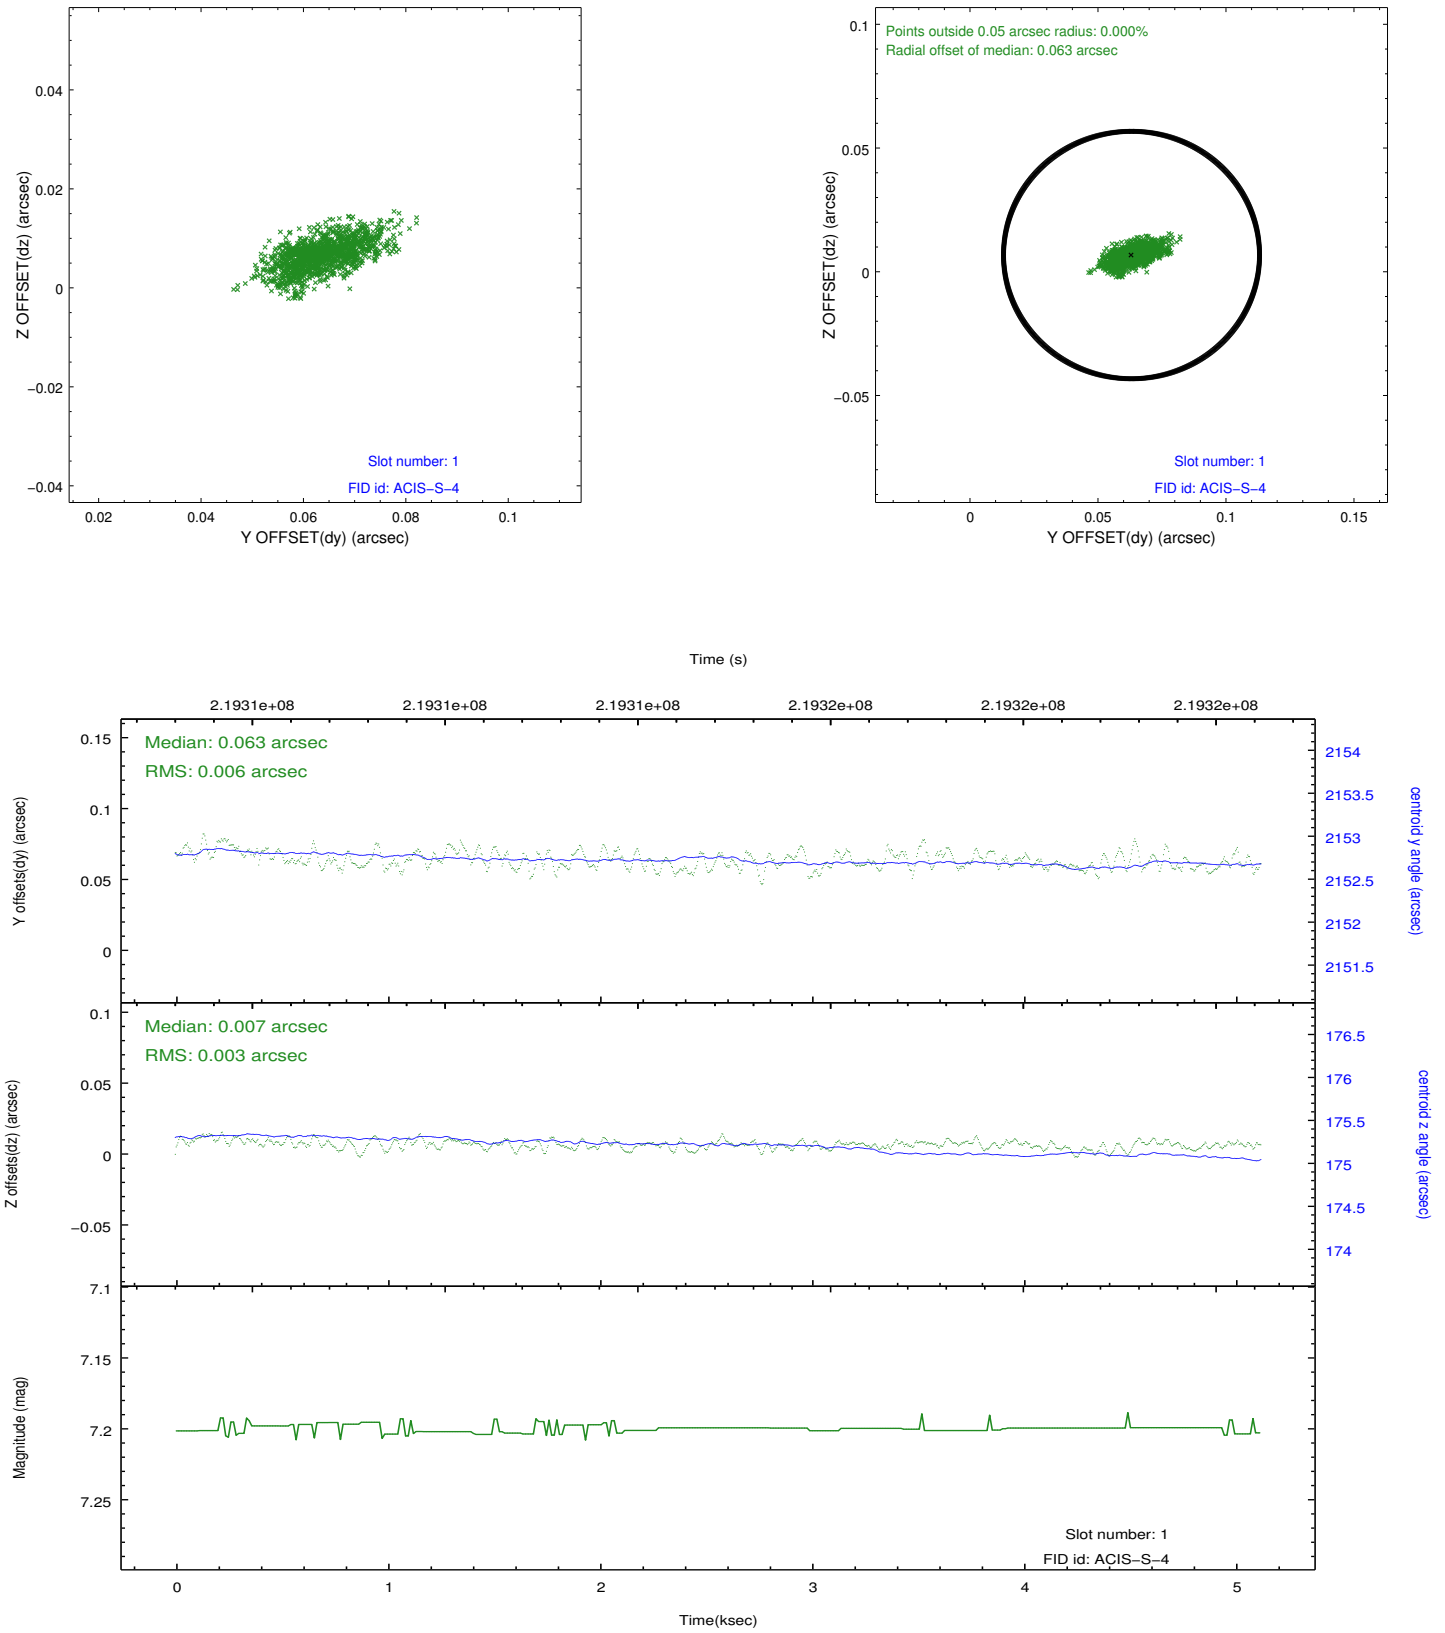 0.04
0.02
0
−0.02
−0.04
Z OFFSET(dz) (arcsec)
Slot number: 1
FID id: ACIS−S−4
0.02 0.04 0.06 0.08 0.1
Y OFFSET(dy) (arcsec)
Points outside 0.05 arcsec radius: 0.000%
Radial offset of median: 0.063 arcsec
0.1
0.05
0
−0.05
Z OFFSET(dz) (arcsec)
Slot number: 1
FID id: ACIS−S−4
0 0.05 0.1 0.15
Y OFFSET(dy) (arcsec)
Time (s)
2.1931e+08 2.1931e+08 2.1931e+08 2.1932e+08 2.1932e+08 2.1932e+08
Median: 0.063 arcsec
RMS: 0.006 arcsec
0.15
0.1
0.05
0
Y offsets(dy) (arcsec)
2154
2153.5
2153
2152.5
2152
2151.5
centroid y angle (arcsec)
Median: 0.007 arcsec
RMS: 0.003 arcsec
0.1
0.05
0
−0.05
Z offsets(dz) (arcsec)
176.5
176
175.5
175
174.5
174
centroid z angle (arcsec)
7.1
7.15
7.2
7.25
Magnitude (mag)
Slot number: 1
FID id: ACIS−S−4
0 1 2 3 4 5
Time(ksec)